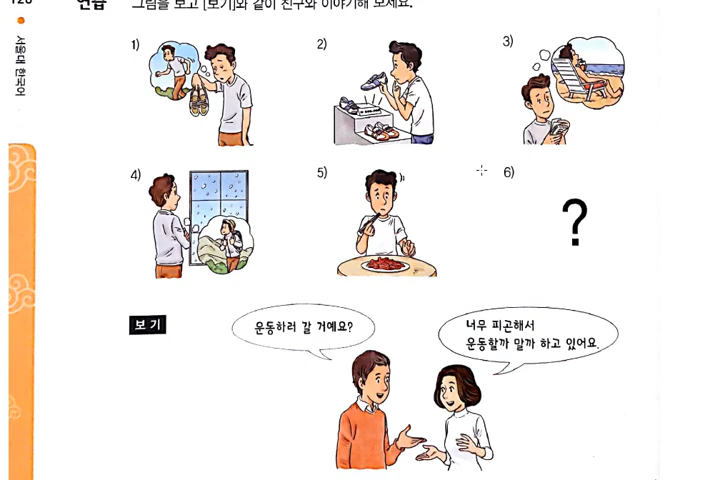 연습 그림을 보고 [보기]와 같이 친구와 이야기해 보세요.
서울대 한국어
1)
2)
3)
4)
5)
6)
?
보기
운동하러 갈 거예요?
너무 피곤해서
운동할까 말까 하고 있어요.